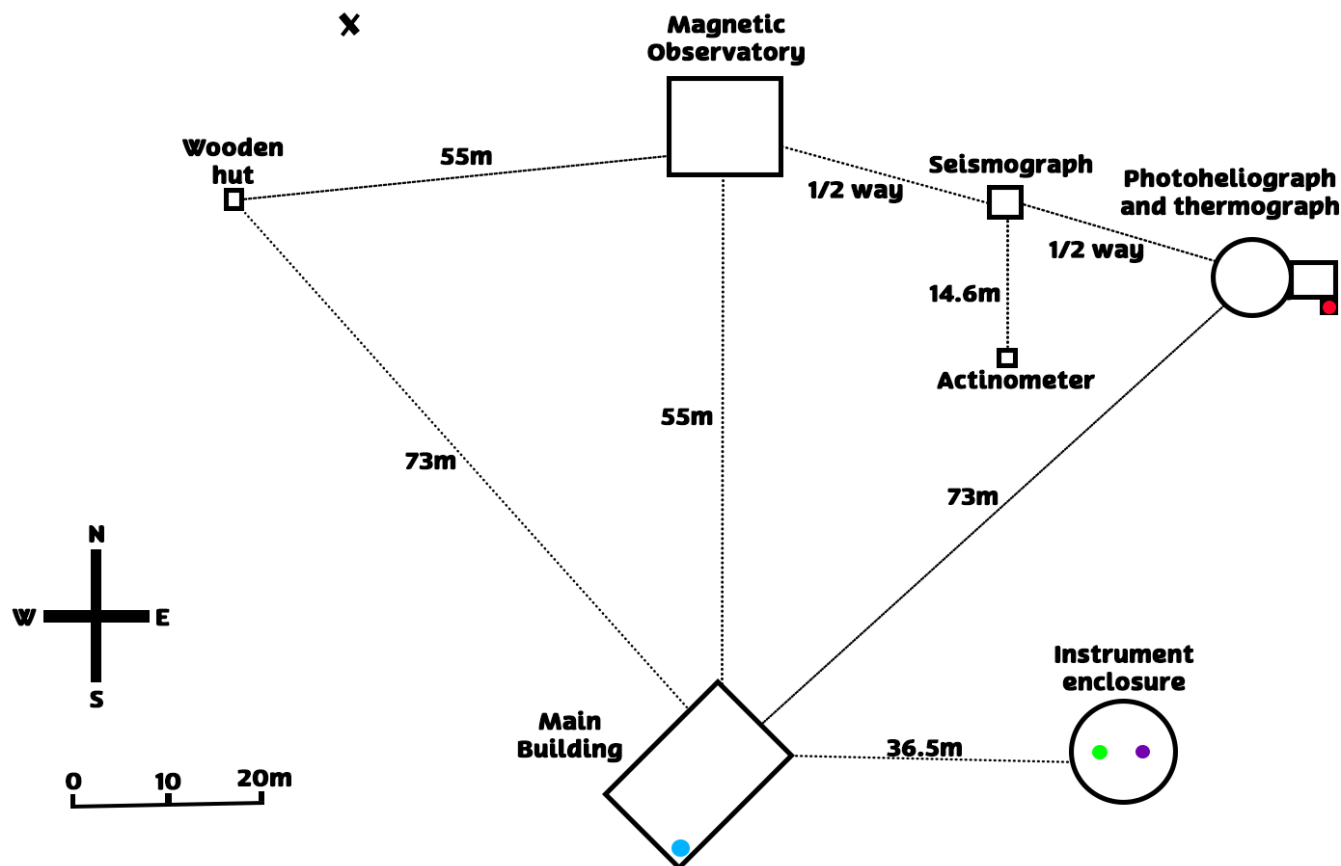 x
Magnetic
Observatory
Wooden
hut
55m
Seismograph
1/2 way
Photoheliograph
and thermograph
1/2 way
14.6m
Actinometer
55m
73m
73m
N
W E
S
Instrument
enclosure
Main
Building
36.5m
0 10 20m